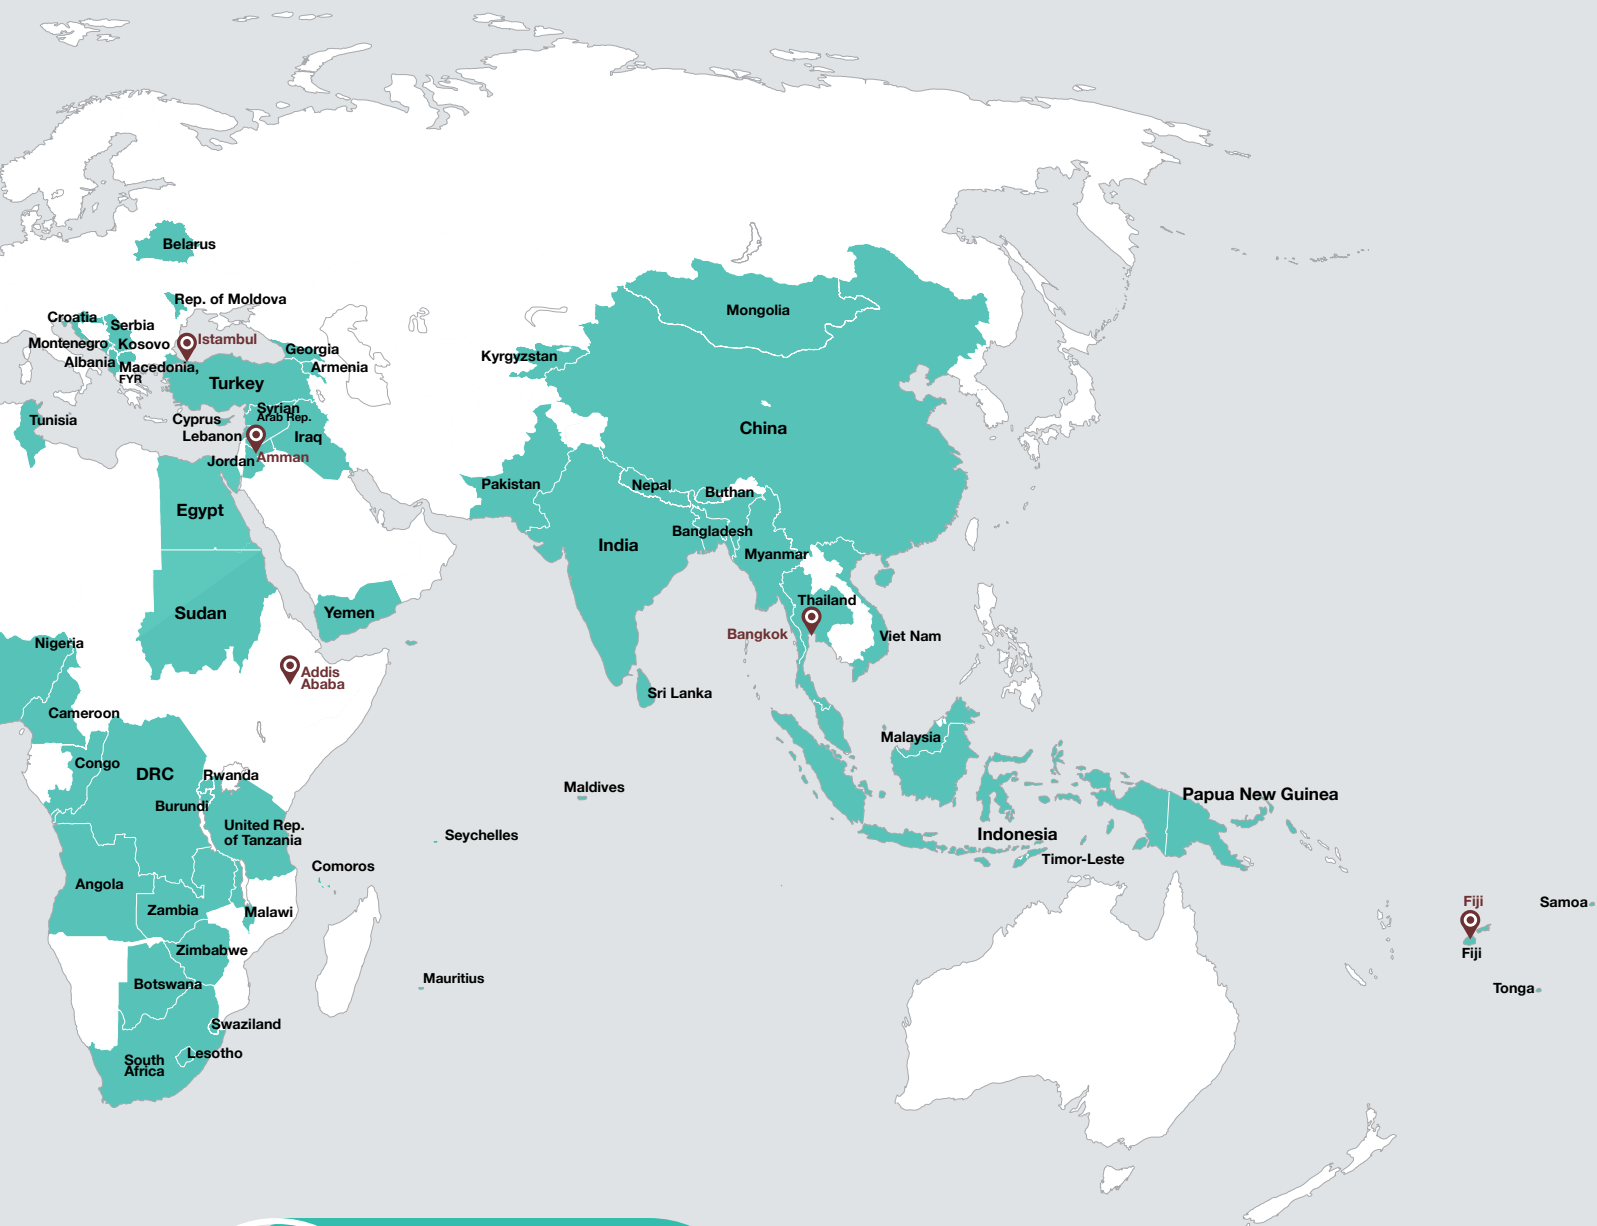 Belarus
Rep. of Moldova
Croatia
Serbia
Montenegro
Kosovo
Istambul
Albania
Macedonia,
FYR
Georgia
Armenia
Turkey
Tunisia
Cyprus
Syrian
Arab Rep.
Lebanon
Iraq
Jordan
Amman
Egypt
Sudan
Yemen
Nigeria
Addis
Ababa
Cameroon
Congo
DRC
Rwanda
Burundi
United Rep.
of Tanzania
Comoros
Angola
Zambia
Malawi
Zimbabwe
Botswana
Swaziland
Lesotho
South
Africa
Mauritius
Seychelles
Maldives
Mongolia
Kyrgyzstan
China
Pakistan
Nepal
Buthan
India
Bangladesh
Myanmar
Thailand
Bangkok
Viet Nam
Sri Lanka
Malaysia
Indonesia
Timor-Leste
Papua New Guinea
Fiji
Fiji
Samoa
Tonga